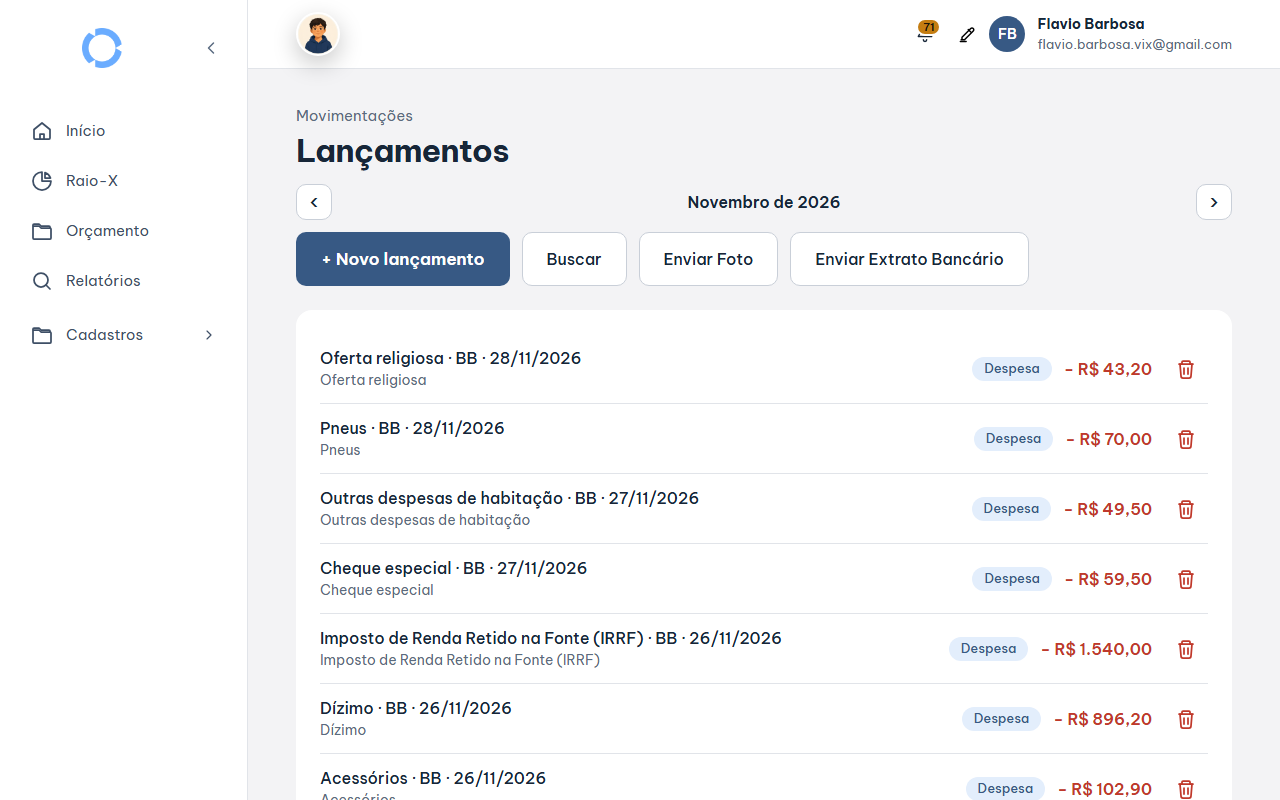 71
FB
Flavio Barbosa
flavio.barbosa.vix@gmail.com
Início
Raio-X
Orçamento
Relatórios
Cadastros
Movimentações
Lançamentos
Novembro de 2026
+ Novo lançamento
Buscar
Enviar Foto
Enviar Extrato Bancário
Oferta religiosa · BB · 28/11/2026
Oferta religiosa
Despesa
- R$ 43,20
Pneus · BB · 28/11/2026
Pneus
Despesa
- R$ 70,00
Outras despesas de habitação · BB · 27/11/2026
Outras despesas de habitação
Despesa
- R$ 49,50
Cheque especial · BB · 27/11/2026
Cheque especial
Despesa
- R$ 59,50
Imposto de Renda Retido na Fonte (IRRF) · BB · 26/11/2026
Imposto de Renda Retido na Fonte (IRRF)
Despesa
- R$ 1.540,00
Dízimo · BB · 26/11/2026
Dízimo
Despesa
- R$ 896,20
Acessórios · BB · 26/11/2026
Acessórios
Despesa
- R$ 102,90